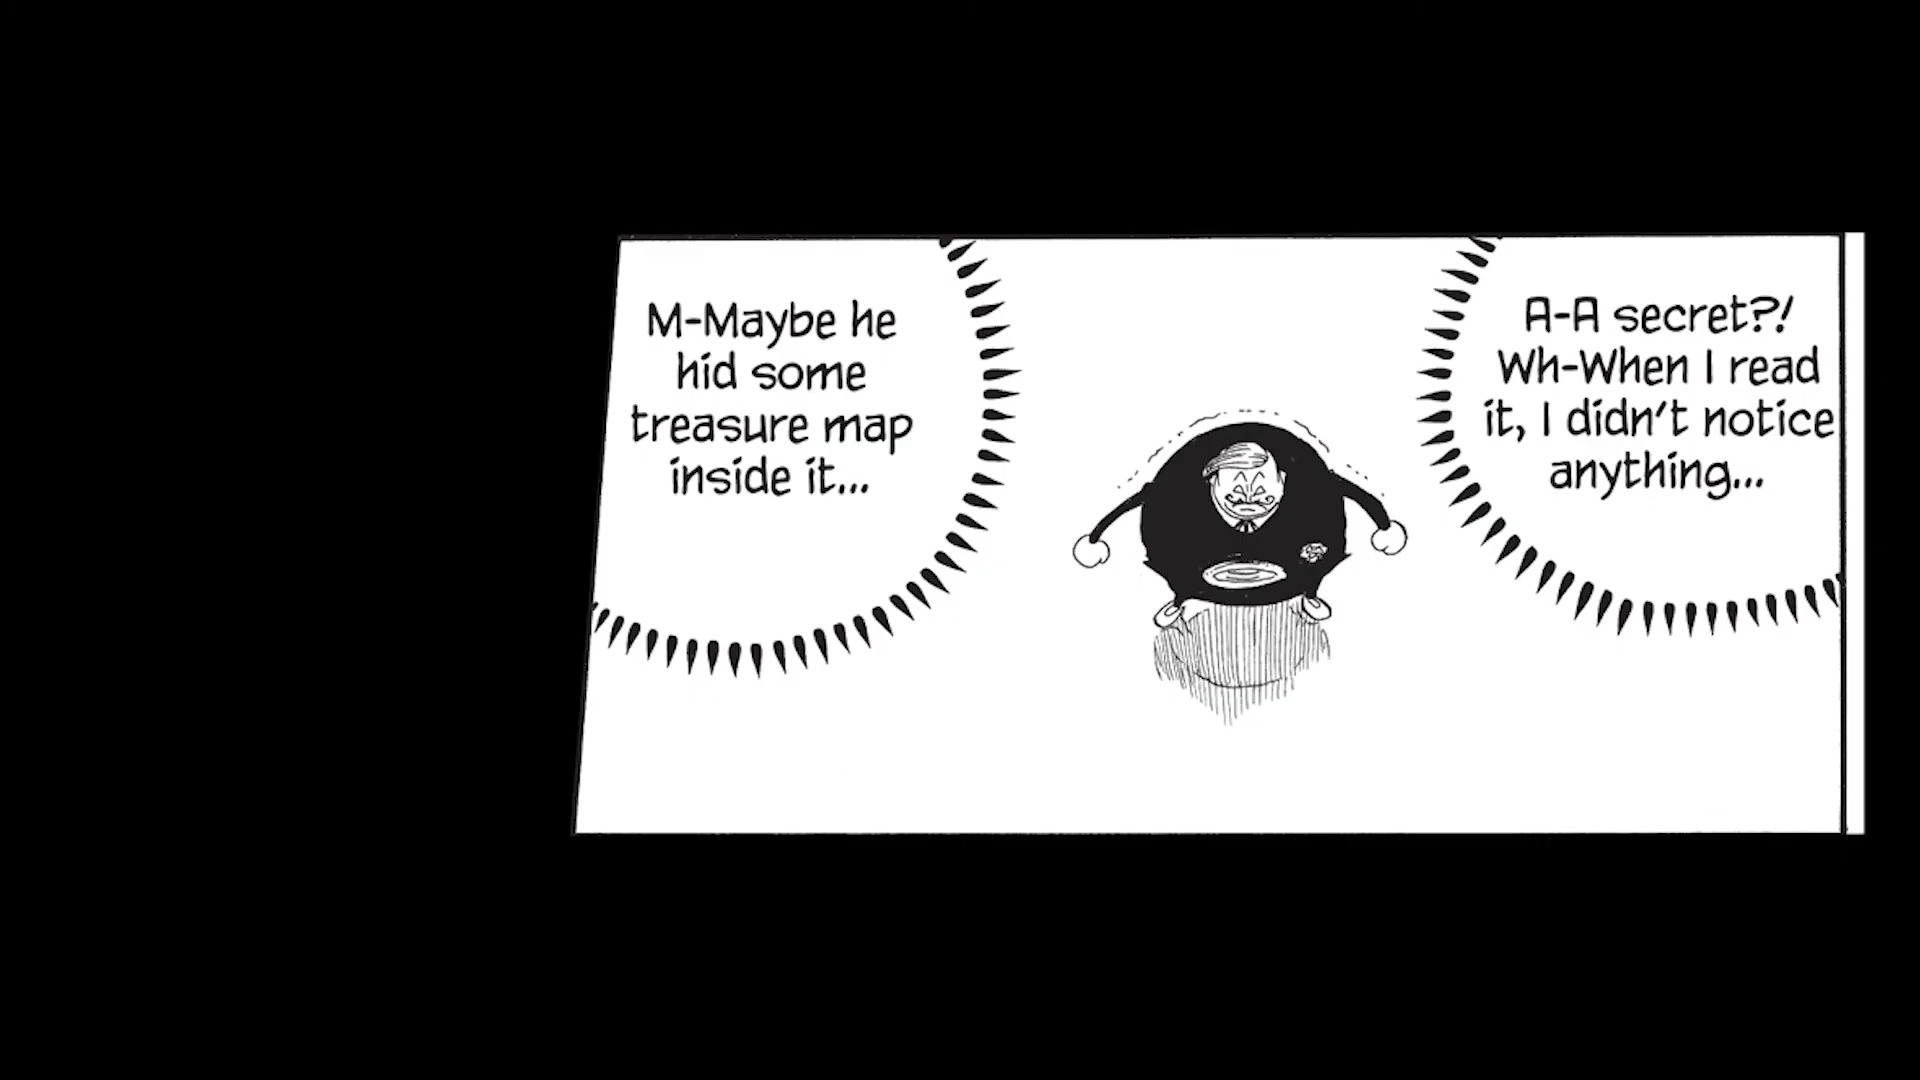 A-A secret?!
Wh-When I read
it, I didn't notice
anything...
M-Maybe he
hid some
treasure map
inside it...